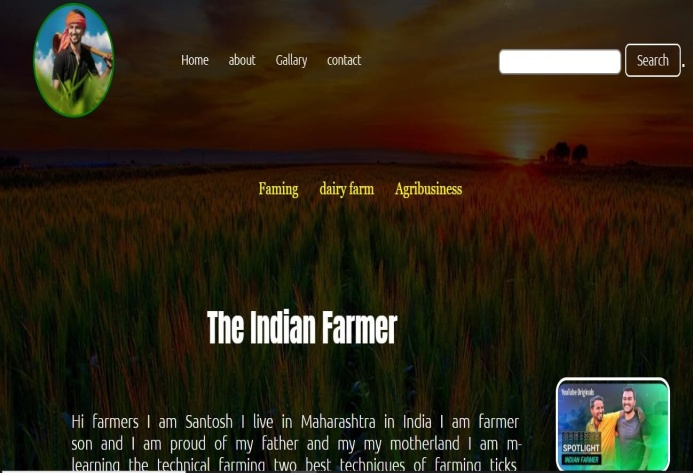 Home about Gallary contact
Search .
Faming dairy farm Agribusiness
The Indian Farmer
Hi farmers I am Santosh I live in Maharashtra in India I am farmer
son and I am proud of my father and my my motherland I am m-
learning the technical farming two best techniques of farming ticks
YouTube Originals
SPOTLIGHT
INDIAN FARMER